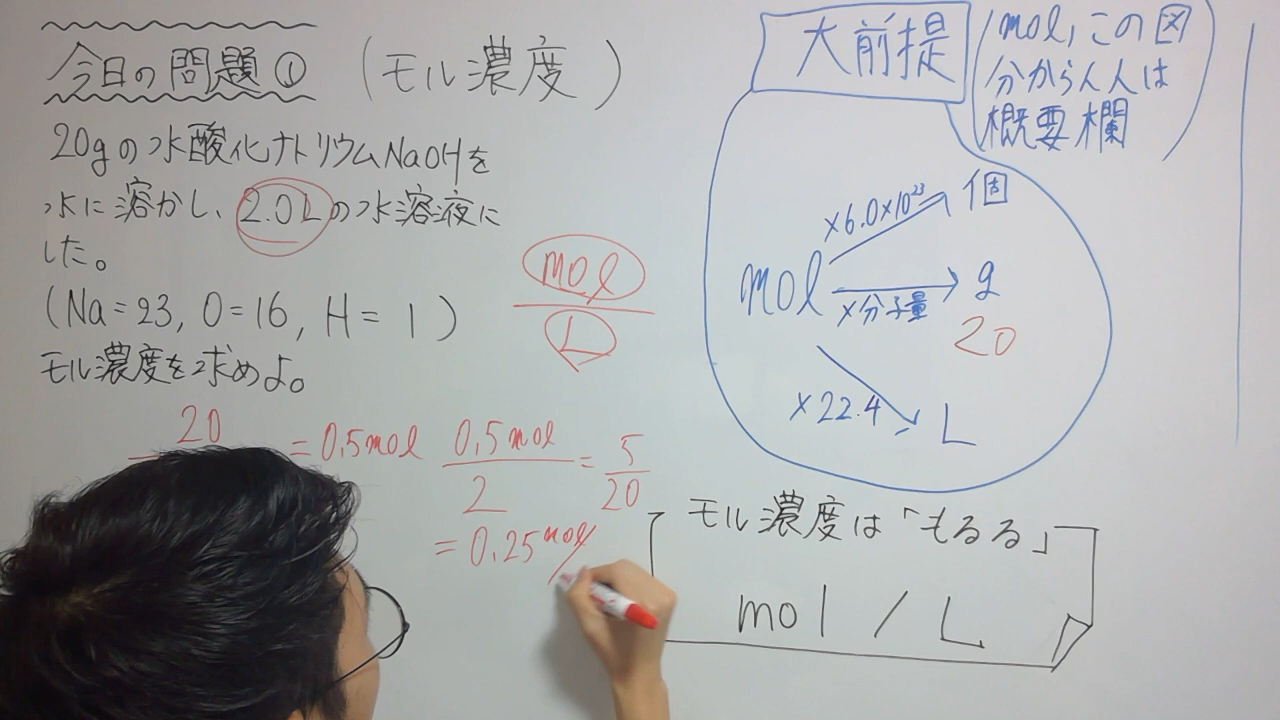 今日の問題①(モル濃度)
20gの水酸化ナトリウムNaOHを
水に溶かし、2.0Lの水溶液に
した。
(Na=23, O=16, H=1)
モル濃度を求めよ。
mol
L
20
=0.5mol
0.5mol
2
=
5
20
=0.25mol/
大前提
(mol,この図
分からん人は
概要欄)
×6.0×10²³
個
mol
×分子量
g
20
×22.4
L
モル濃度は「もるる」
mol / L